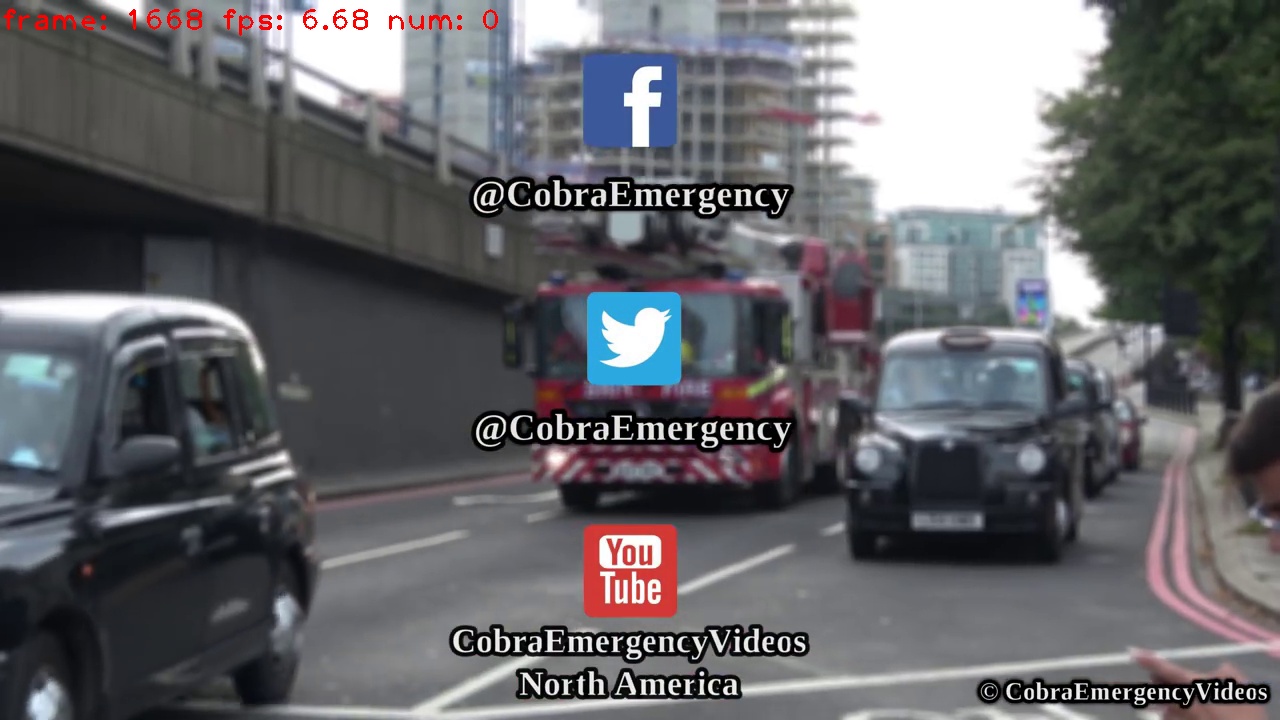 frame: 1668 fps: 6.68 num: 0
f
@CobraEmergency
@CobraEmergency
You
Tube
CobraEmergencyVideos
North America
© CobraEmergencyVideos